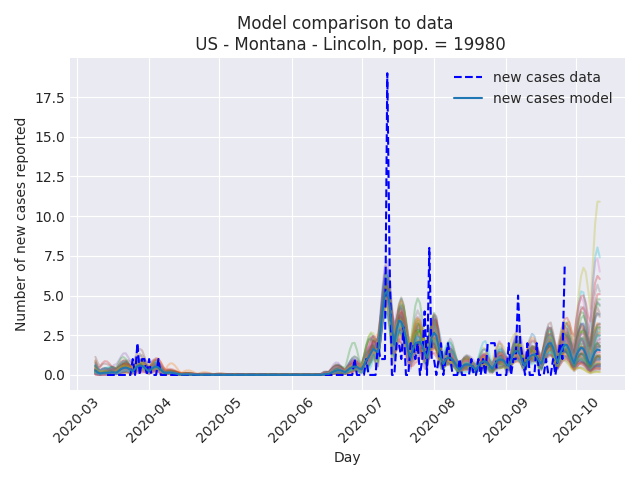 Model comparison to data
US - Montana - Lincoln, pop. = 19980
new cases data
new cases model
Number of new cases reported
17.5
15.0
12.5
10.0
7.5
5.0
2.5
0.0
2020-03
2020-04
2020-05
2020-06
2020-07
2020-08
2020-09
2020-10
Day